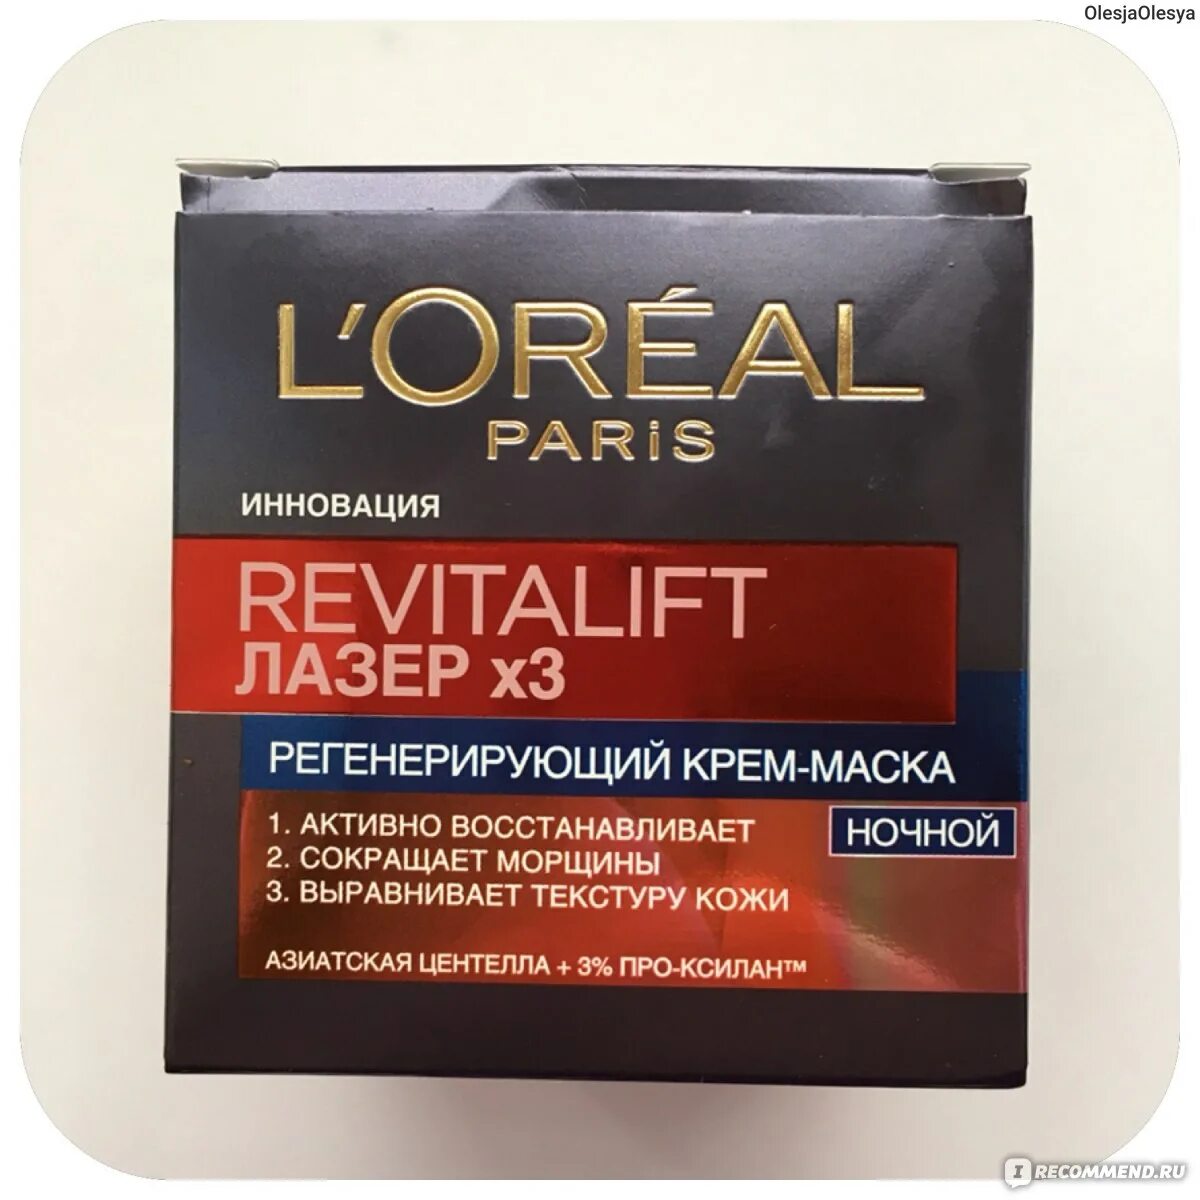 OlesjaOlesya
L'ORÉAL
PARiS
ИННОВАЦИЯ
REVITALIFT
ЛАЗЕР x3
РЕГЕНЕРИРУЮЩИЙ КРЕМ-МАСКА
НОЧНОЙ
1. АКТИВНО ВОССТАНАВЛИВАЕТ
2. СОКРАЩАЕТ МОРЩИНЫ
3. ВЫРАВНИВАЕТ ТЕКСТУРУ КОЖИ
АЗИАТСКАЯ ЦЕНТЕЛЛА + 3% ПРО-КСИЛАН™
I RECOMMEND.RU